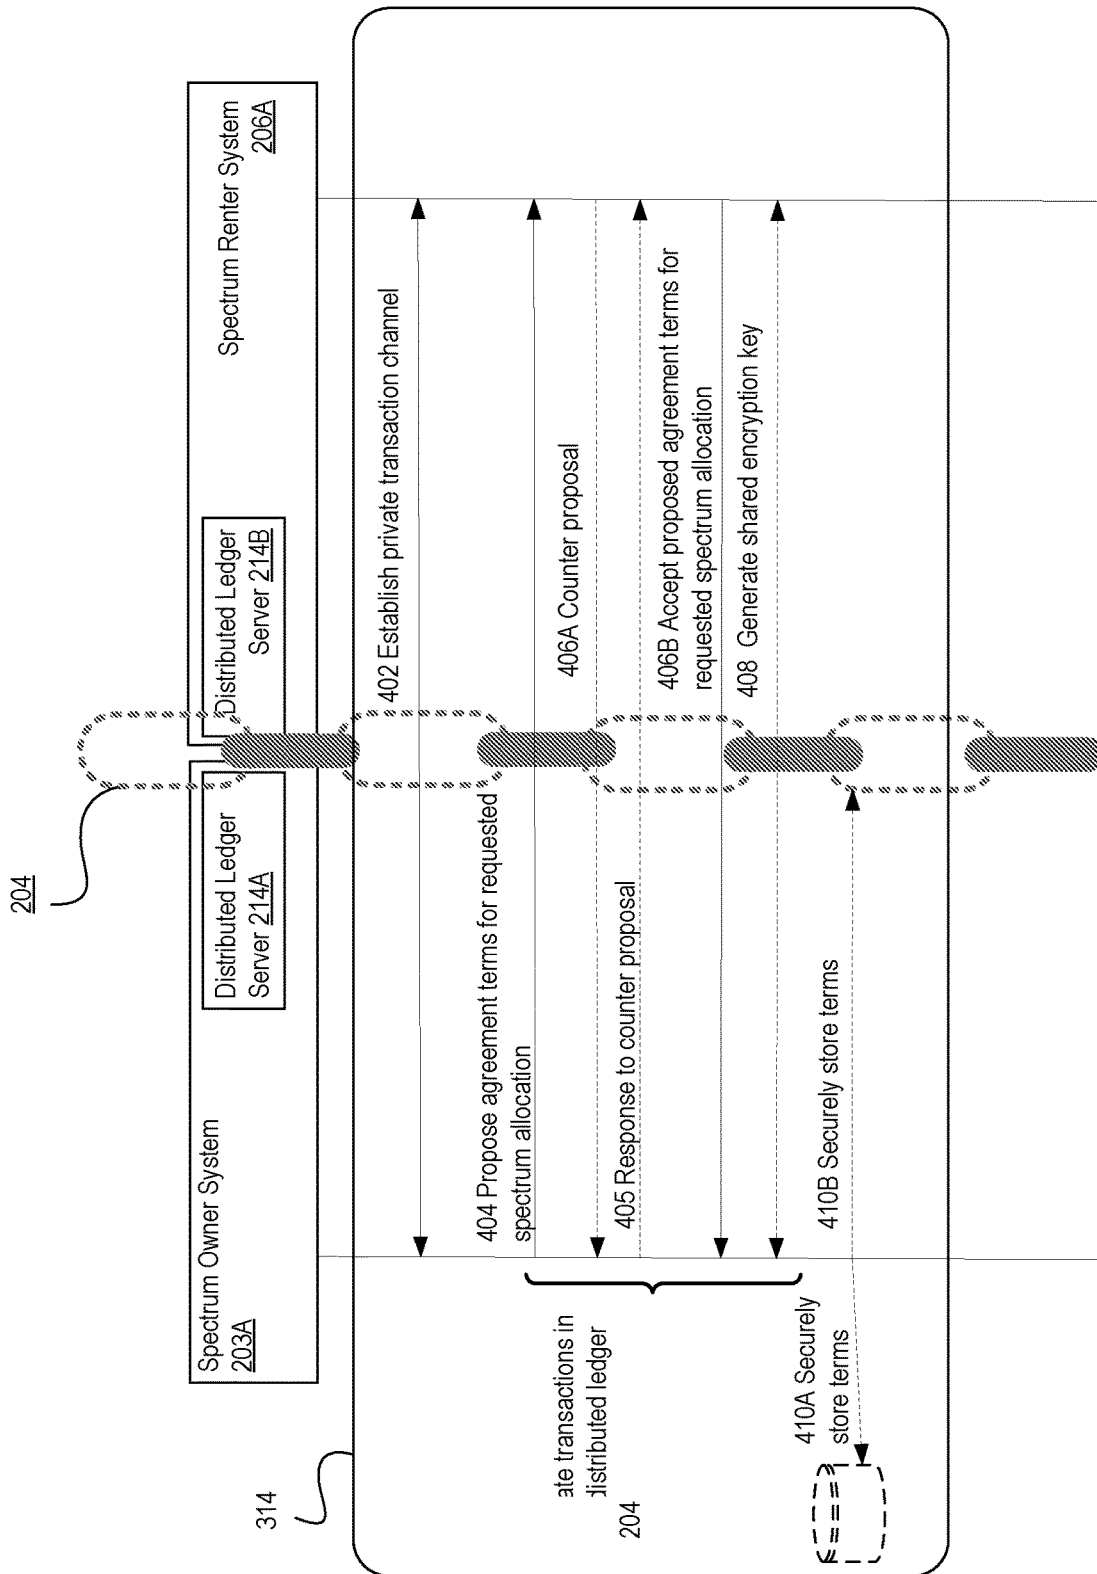 204
Spectrum Owner System
203A
Distributed Ledger
Server 214A
Distributed Ledger
Server 214B
Spectrum Renter System
206A
314
402 Establish private transaction channel
404 Propose agreement terms for requested
spectrum allocation
406A Counter proposal
405 Response to counter proposal
406B Accept proposed agreement terms for
requested spectrum allocation
408 Generate shared encryption key
ate transactions in
distributed ledger
204
410A Securely
store terms
410B Securely store terms